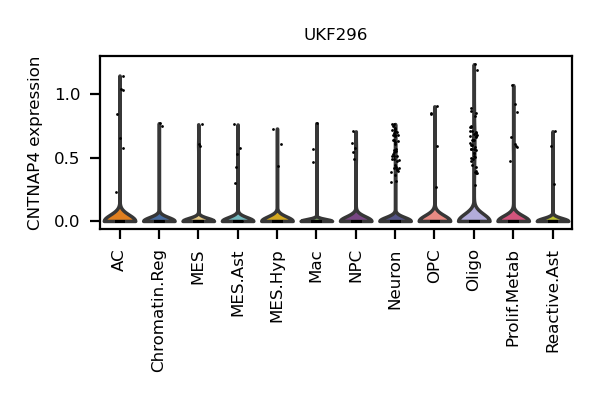 UKF296
CNTNAP4 expression
1.0
0.5
0.0
AC
Chromatin.Reg
MES
MES.Ast
MES.Hyp
Mac
NPC
Neuron
OPC
Oligo
Prolif.Metab
Reactive.Ast